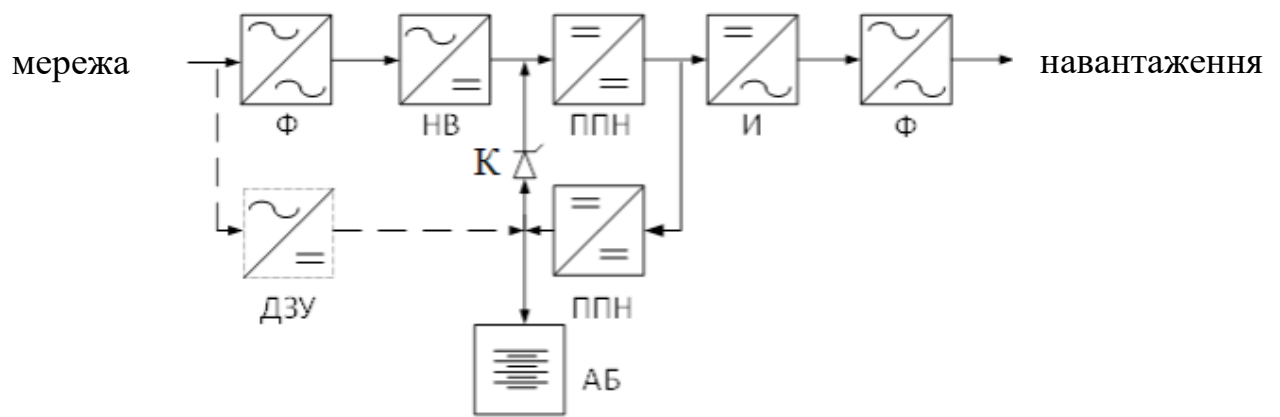 мережа
навантаження
Ф
НВ
ППН
И
Ф
К
ДЗУ
ППН
АБ